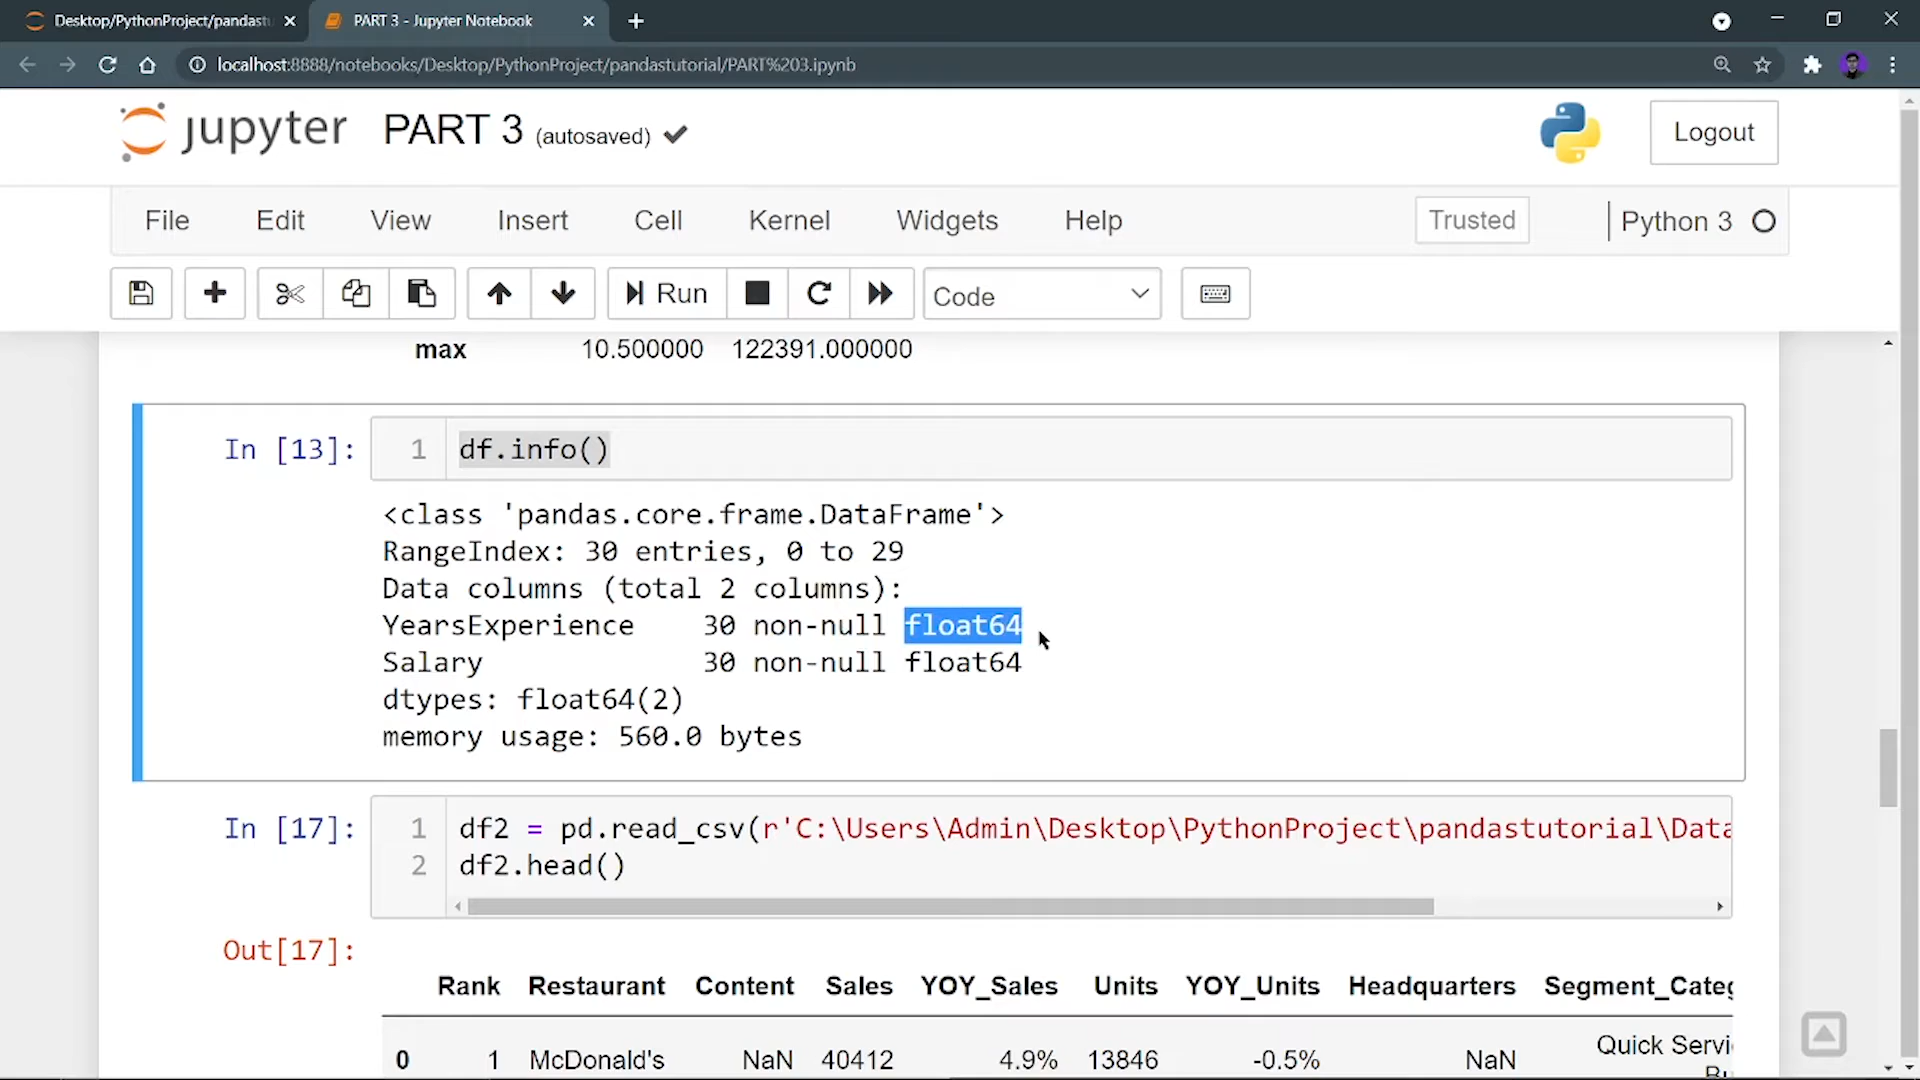 Desktop/PythonProject/pandastu
PART 3 - Jupyter Notebook
localhost:8888/notebooks/Desktop/PythonProject/pandastutorial/PART%203.ipynb
jupyter PART 3 (autosaved)
Logout
File Edit View Insert Cell Kernel Widgets Help Trusted Python 3
Run Code
max 10.500000 122391.000000
In [13]: 1 df.info()
<class 'pandas.core.frame.DataFrame'>
RangeIndex: 30 entries, 0 to 29
Data columns (total 2 columns):
YearsExperience 30 non-null float64
Salary 30 non-null float64
dtypes: float64(2)
memory usage: 560.0 bytes
In [17]: 1 df2 = pd.read_csv(r'C:\Users\Admin\Desktop\PythonProject\pandastutorial\Data
2 df2.head()
Out[17]:
Rank Restaurant Content Sales YOY_Sales Units YOY_Units Headquarters Segment_Categ
0 1 McDonald's NaN 40412 4.9% 13846 -0.5% NaN Quick Servi